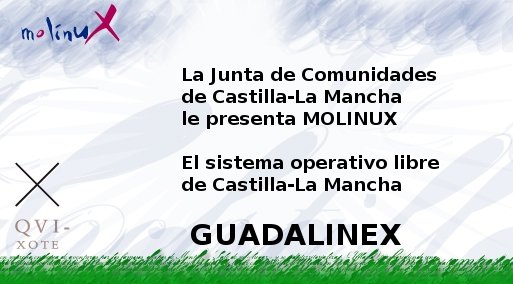 molinux
La Junta de Comunidades
de Castilla-La Mancha
le presenta MOLINUX
El sistema operativo libre
de Castilla-La Mancha
QVI-
XOTE
GUADALINEX